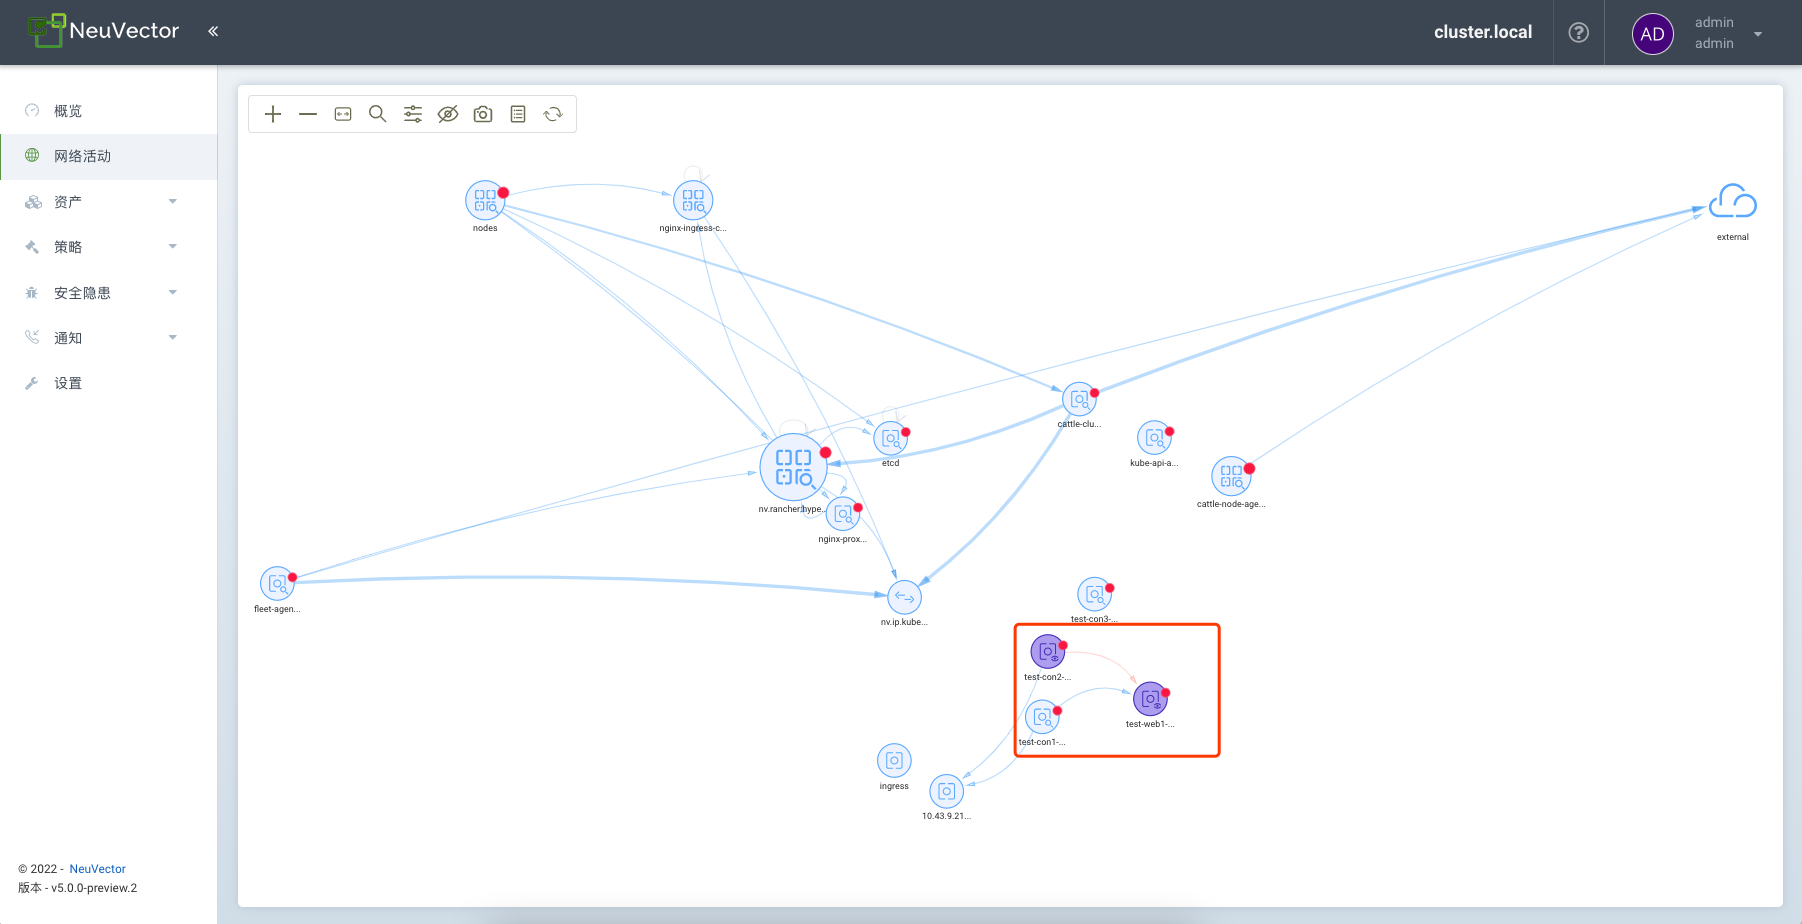 NeuVector «
cluster.local
?
AD
admin
admin
概览
网络活动
资产
策略
安全隐患
通知
设置
nodes
nginx-ingress-c...
external
cattle-clu...
etcd
kube-api-a...
cattle-node-age...
nv.rancher.hype...
nginx-prox...
fleet-agen...
nv.ip.kube...
test-con3-...
test-con2-...
test-web1-...
test-con1-...
ingress
10.43.9.21...
© 2022 - NeuVector
版本 - v5.0.0-preview.2